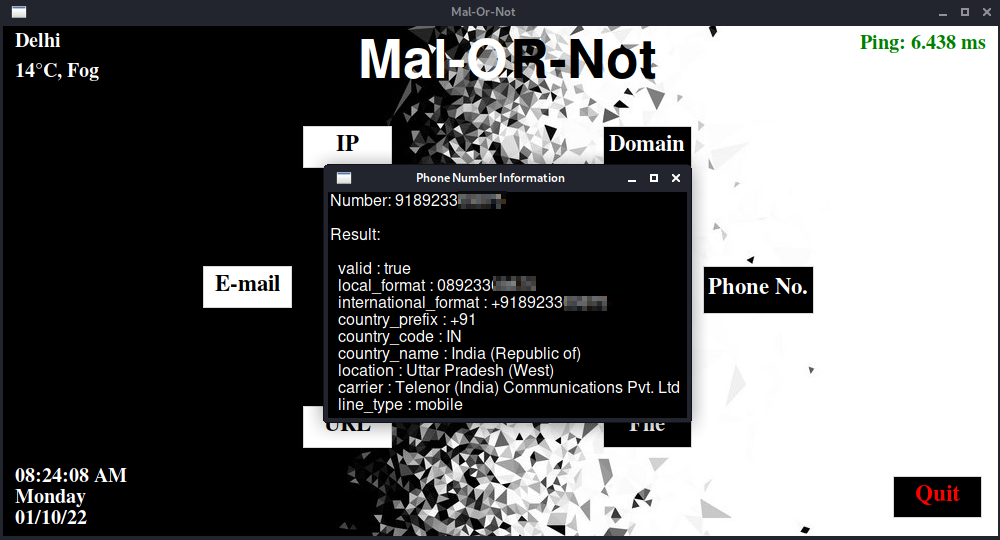 Mal-Or-Not
Delhi
14°C, Fog
Mal-OR-Not
Ping: 6.438 ms
IP
Domain
Phone Number Information
Number: 9189233
Result:
valid : true
local_format : 089233
international_format : +9189233
country_prefix : +91
country_code : IN
country_name : India (Republic of)
location : Uttar Pradesh (West)
carrier : Telenor (India) Communications Pvt. Ltd
line_type : mobile
E-mail
Phone No.
URL
File
08:24:08 AM
Monday
01/10/22
Quit